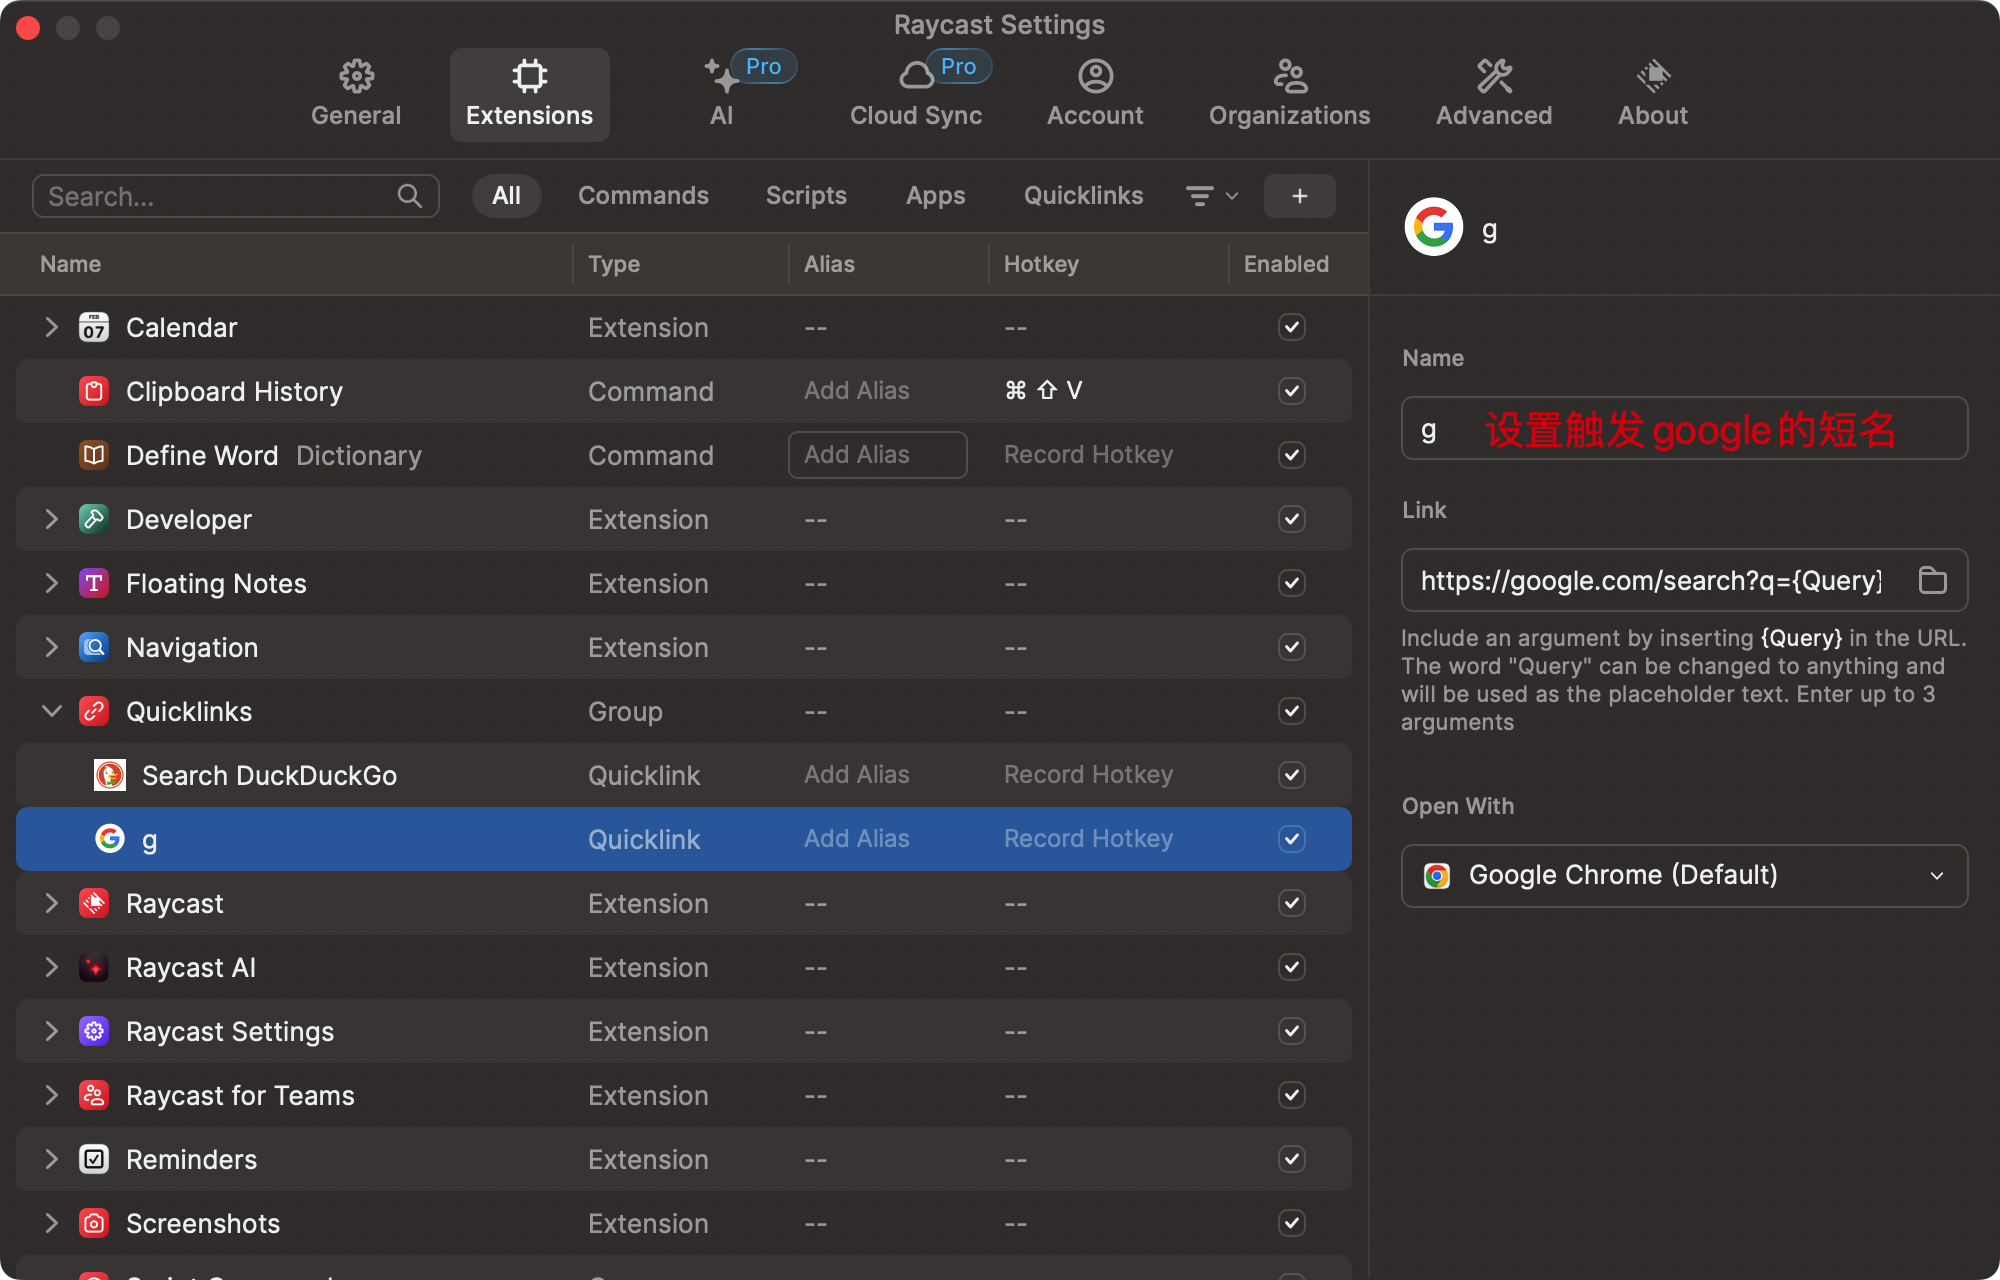 Raycast Settings
General
Extensions
Pro
AI
Pro
Cloud Sync
Account
Organizations
Advanced
About
Search...
All
Commands
Scripts
Apps
Quicklinks
+
Name Type Alias Hotkey Enabled
FEB
07
Calendar Extension -- --
Clipboard History Command Add Alias ⌘ ⇧ V
Define Word Dictionary Command Add Alias Record Hotkey
Developer Extension -- --
T
Floating Notes Extension -- --
Navigation Extension -- --
Quicklinks Group -- --
Search DuckDuckGo Quicklink Add Alias Record Hotkey
g Quicklink Add Alias Record Hotkey
Raycast Extension -- --
Raycast AI Extension -- --
Raycast Settings Extension -- --
Raycast for Teams Extension -- --
Reminders Extension -- --
Screenshots Extension -- --
g
Name
g 设置触发google的短名
Link
https://google.com/search?q={Query}
Include an argument by inserting {Query} in the URL.
The word "Query" can be changed to anything and
will be used as the placeholder text. Enter up to 3
arguments
Open With
Google Chrome (Default)